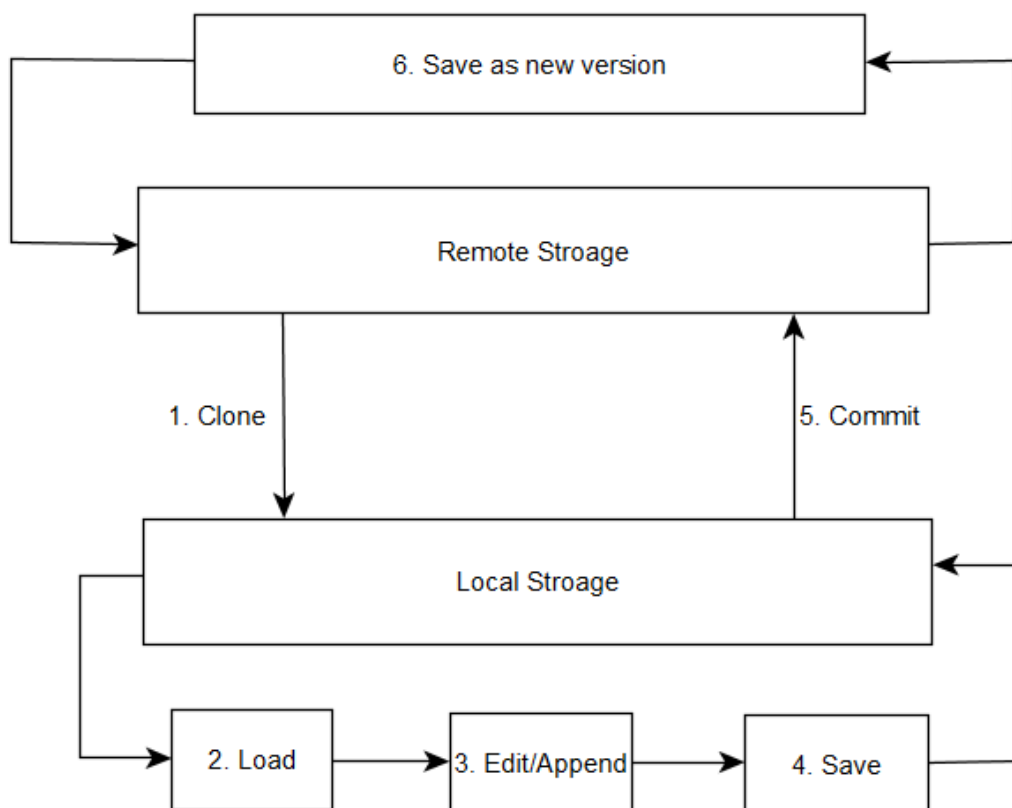 6. Save as new version
Remote Stroage
1. Clone
5. Commit
Local Stroage
2. Load
3. Edit/Append
4. Save